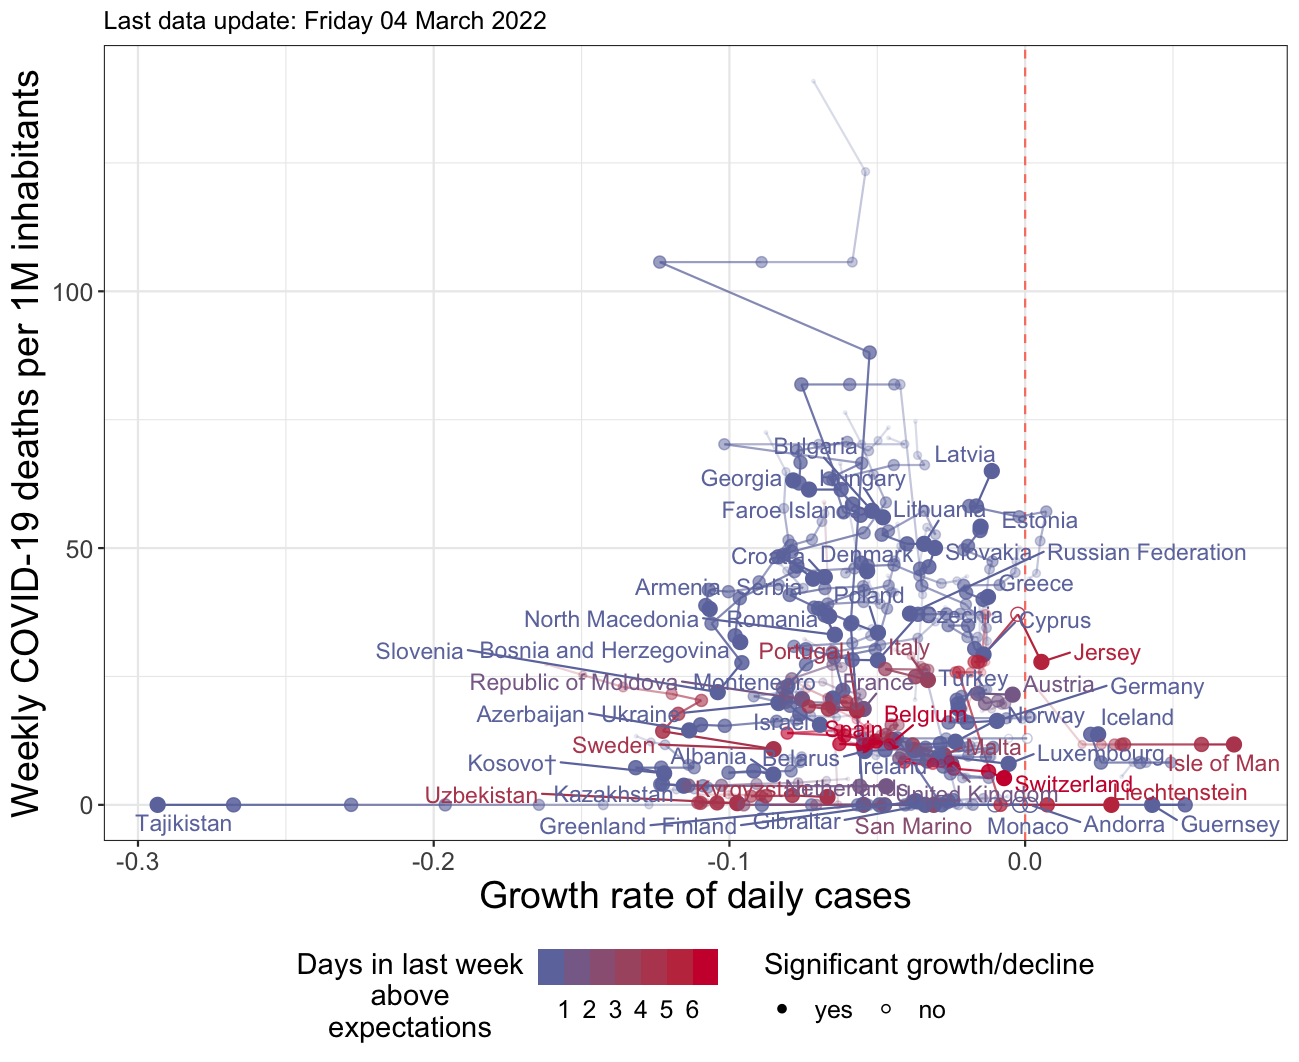 Last data update: Friday 04 March 2022
Weekly COVID-19 deaths per 1M inhabitants
100
50
0
Bulgaria
Latvia
Georgia
Hungary
Faroe Islands
Lithuania
Estonia
Croatia
Denmark
Slovakia
Russian Federation
Armenia
Serbia
Poland
Greece
North Macedonia
Romania
Czechia
Cyprus
Slovenia
Bosnia and Herzegovina
Portugal
Italy
Jersey
Republic of Moldova
Montenegro
France
Turkey
Austria
Germany
Azerbaijan
Ukraine
Israel
Spain
Belgium
Norway
Iceland
Sweden
Albania
Belarus
Ireland
Malta
Luxembourg
Isle of Man
Kosovo†
Uzbekistan
Kazakhstan
Kyrgyzstan
Netherlands
United Kingdom
Switzerland
Liechtenstein
Tajikistan
Greenland
Finland
Gibraltar
San Marino
Monaco
Andorra
Guernsey
-0.3
-0.2
-0.1
0.0
Growth rate of daily cases
Days in last week
above
expectations
1 2 3 4 5 6
Significant growth/decline
yes
no